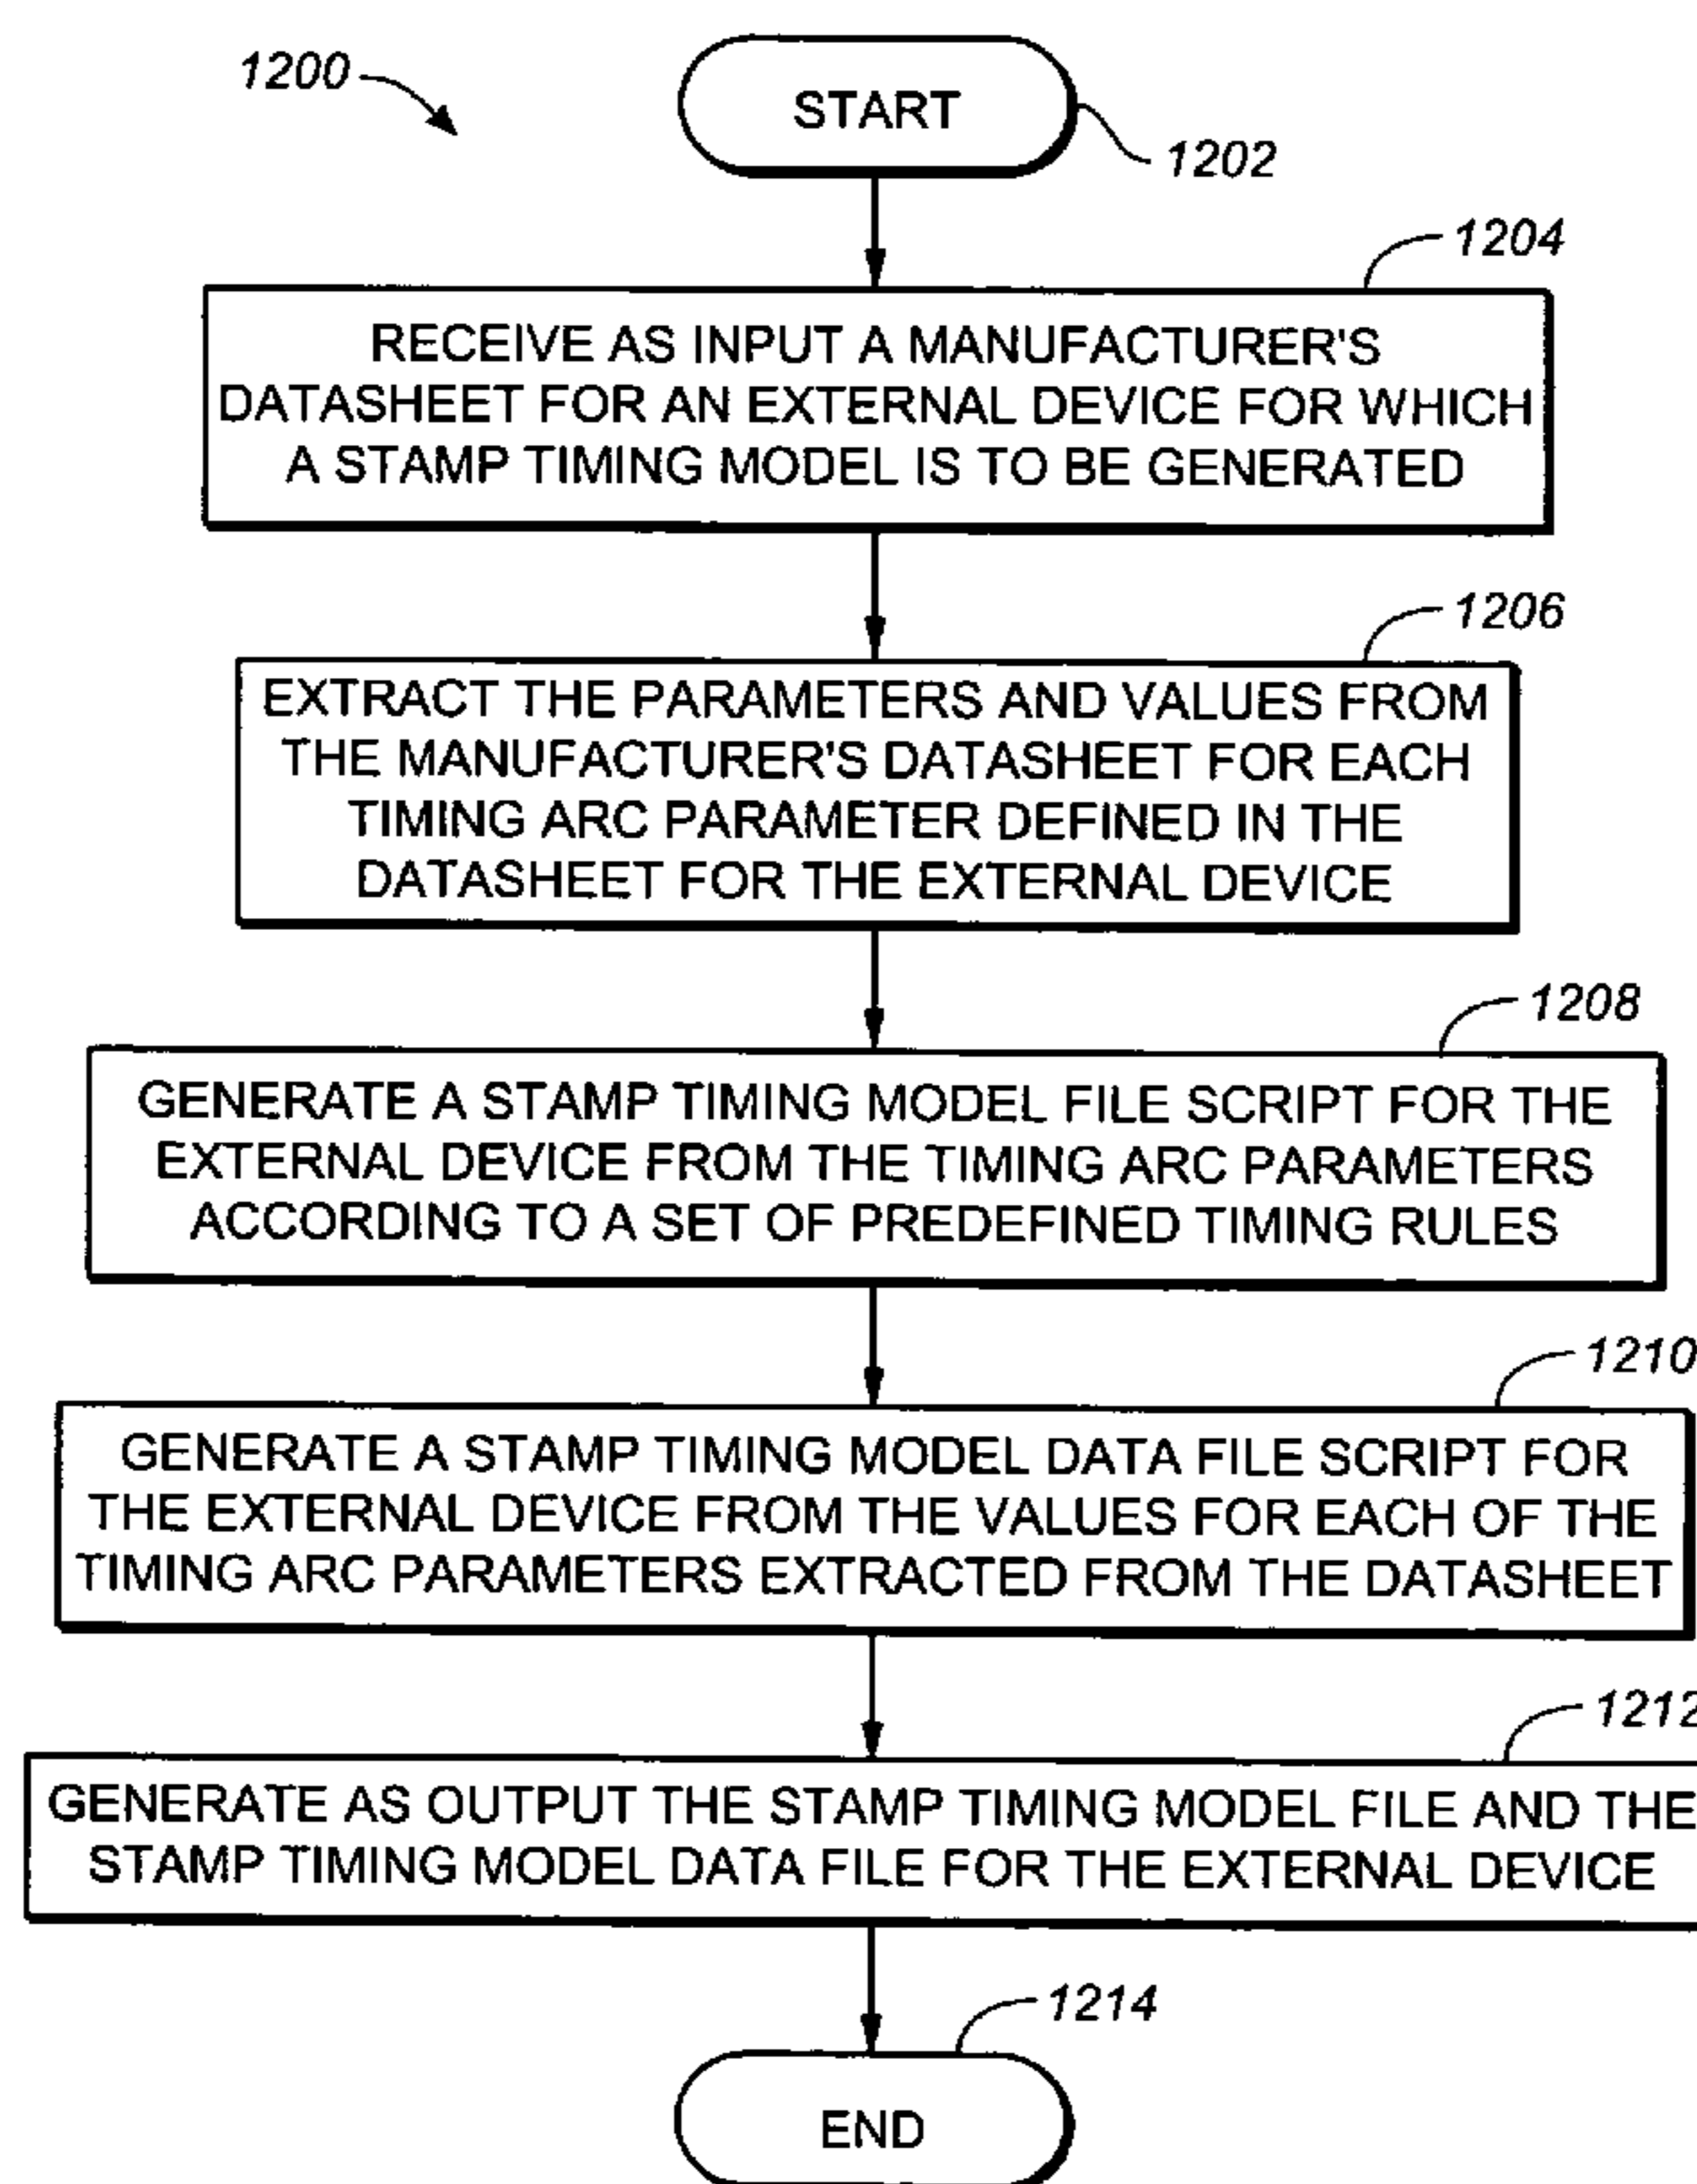 1200
START
1202
1204
RECEIVE AS INPUT A MANUFACTURER'S
DATASHEET FOR AN EXTERNAL DEVICE FOR WHICH
A STAMP TIMING MODEL IS TO BE GENERATED
1206
EXTRACT THE PARAMETERS AND VALUES FROM
THE MANUFACTURER'S DATASHEET FOR EACH
TIMING ARC PARAMETER DEFINED IN THE
DATASHEET FOR THE EXTERNAL DEVICE
1208
GENERATE A STAMP TIMING MODEL FILE SCRIPT FOR THE
EXTERNAL DEVICE FROM THE TIMING ARC PARAMETERS
ACCORDING TO A SET OF PREDEFINED TIMING RULES
1210
GENERATE A STAMP TIMING MODEL DATA FILE SCRIPT FOR
THE EXTERNAL DEVICE FROM THE VALUES FOR EACH OF THE
TIMING ARC PARAMETERS EXTRACTED FROM THE DATASHEET
1212
GENERATE AS OUTPUT THE STAMP TIMING MODEL FILE AND THE
STAMP TIMING MODEL DATA FILE FOR THE EXTERNAL DEVICE
1214
END